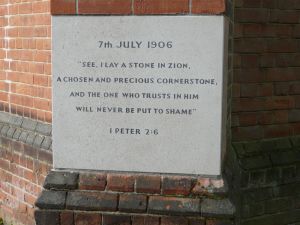 7th JULY 1906
"SEE, I LAY A STONE IN ZION,
A CHOSEN AND PRECIOUS CORNERSTONE,
AND THE ONE WHO TRUSTS IN HIM
WILL NEVER BE PUT TO SHAME"
1 PETER 2:6